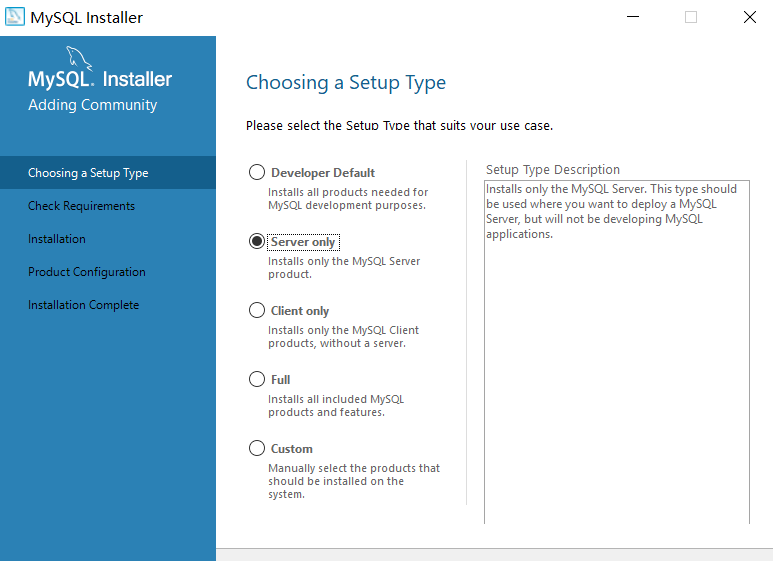 MySQL Installer
MySQL. Installer
Adding Community
Choosing a Setup Type
Check Requirements
Installation
Product Configuration
Installation Complete
Choosing a Setup Type
Please select the Setup Type that suits your use case.
Developer Default
Installs all products needed for
MySQL development purposes.
Server only
Installs only the MySQL Server
product.
Client only
Installs only the MySQL Client
products, without a server.
Full
Installs all included MySQL
products and features.
Custom
Manually select the products that
should be installed on the
system.
Setup Type Description
Installs only the MySQL Server. This type should
be used where you want to deploy a MySQL
Server, but will not be developing MySQL
applications.